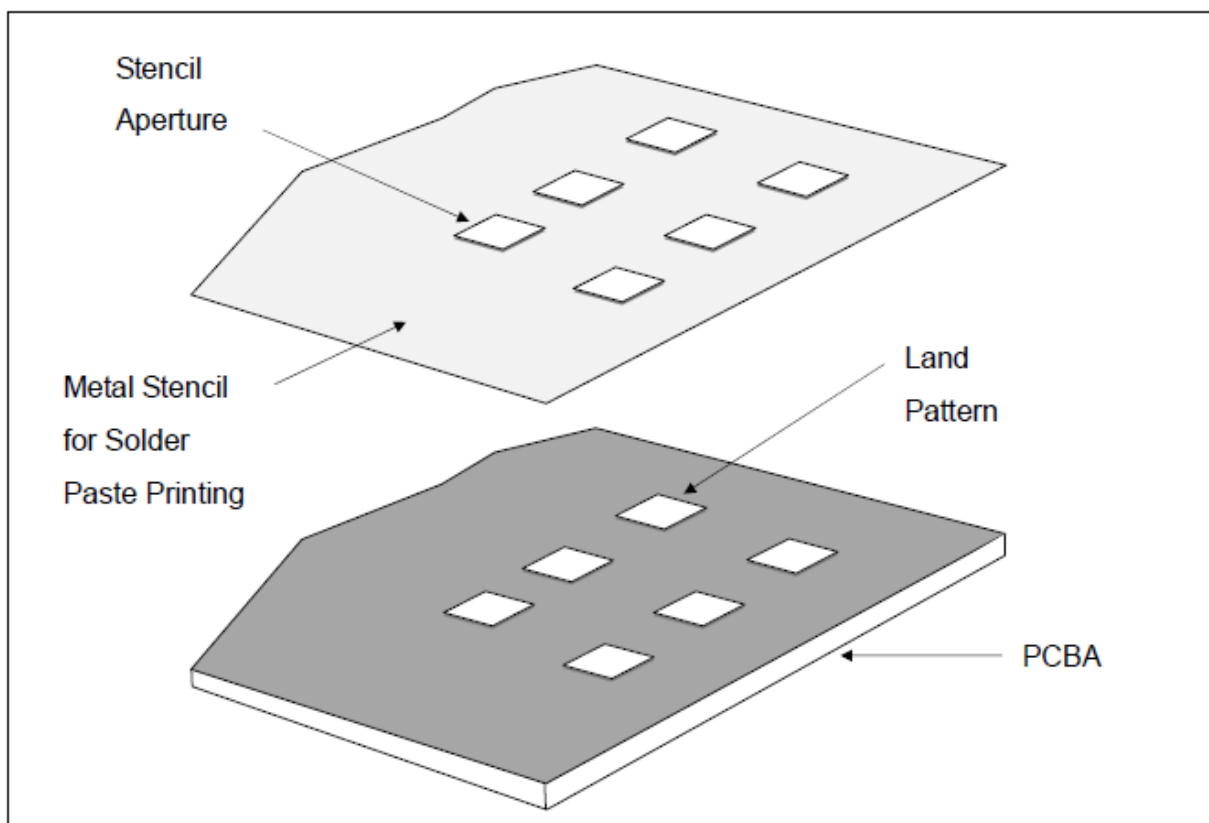 Stencil
Aperture
Metal Stencil
for Solder
Paste Printing
Land
Pattern
PCBA